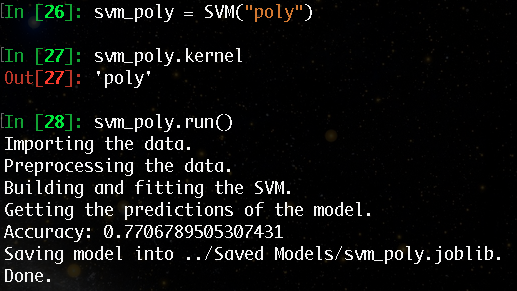 In [26]: svm_poly = SVM("poly")
In [27]: svm_poly.kernel
Out[27]: 'poly'
In [28]: svm_poly.run()
Importing the data.
Preprocessing the data.
Building and fitting the SVM.
Getting the predictions of the model.
Accuracy: 0.7706789505307431
Saving model into ../Saved Models/svm_poly.joblib.
Done.